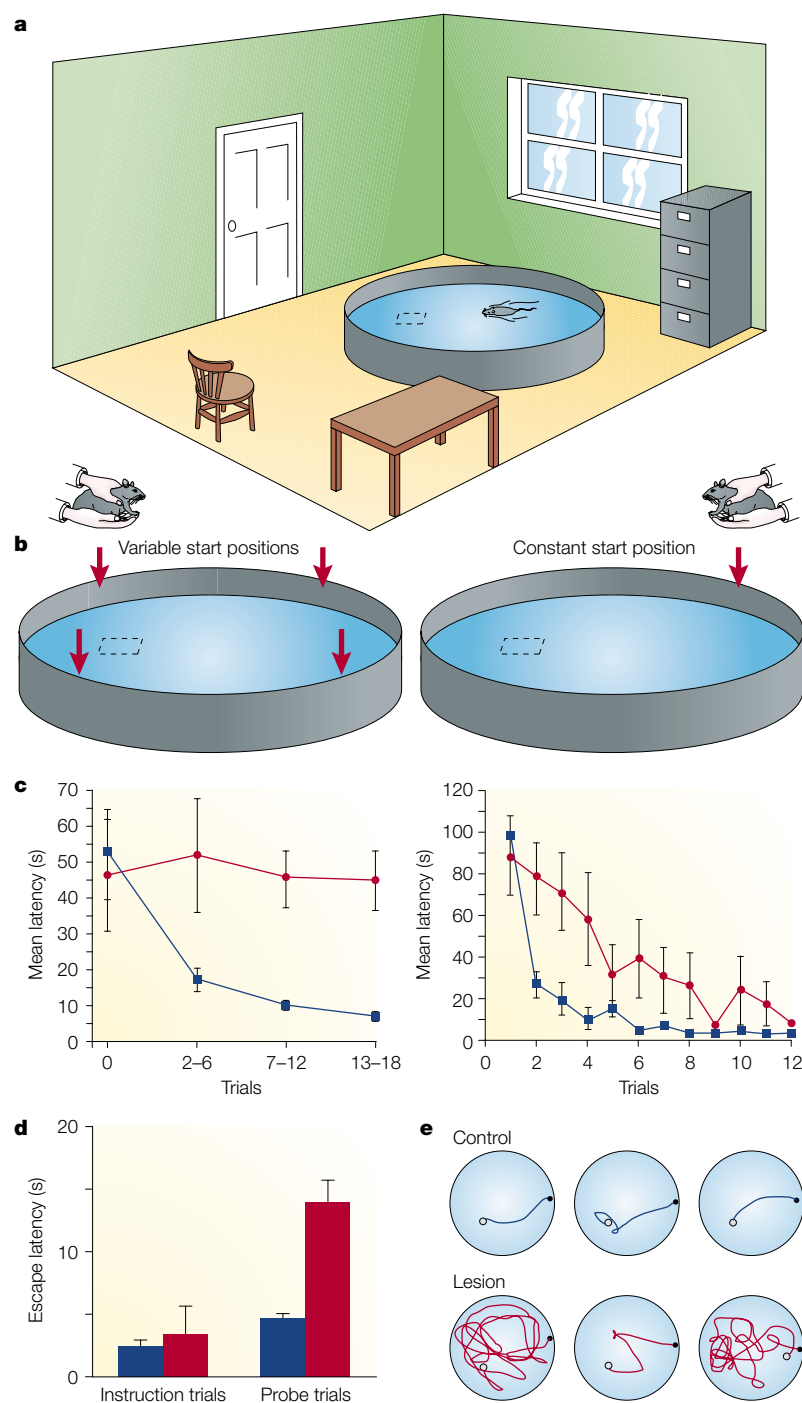 a
b
Variable start positions
Constant start position
c
70
60
50
40
30
20
10
0
Mean latency (s)
0 2–6 7–12 13–18
Trials
120
100
80
60
40
20
0
Mean latency (s)
0 2 4 6 8 10 12
Trials
d
20
15
10
5
0
Escape latency (s)
Instruction trials Probe trials
e
Control
Lesion